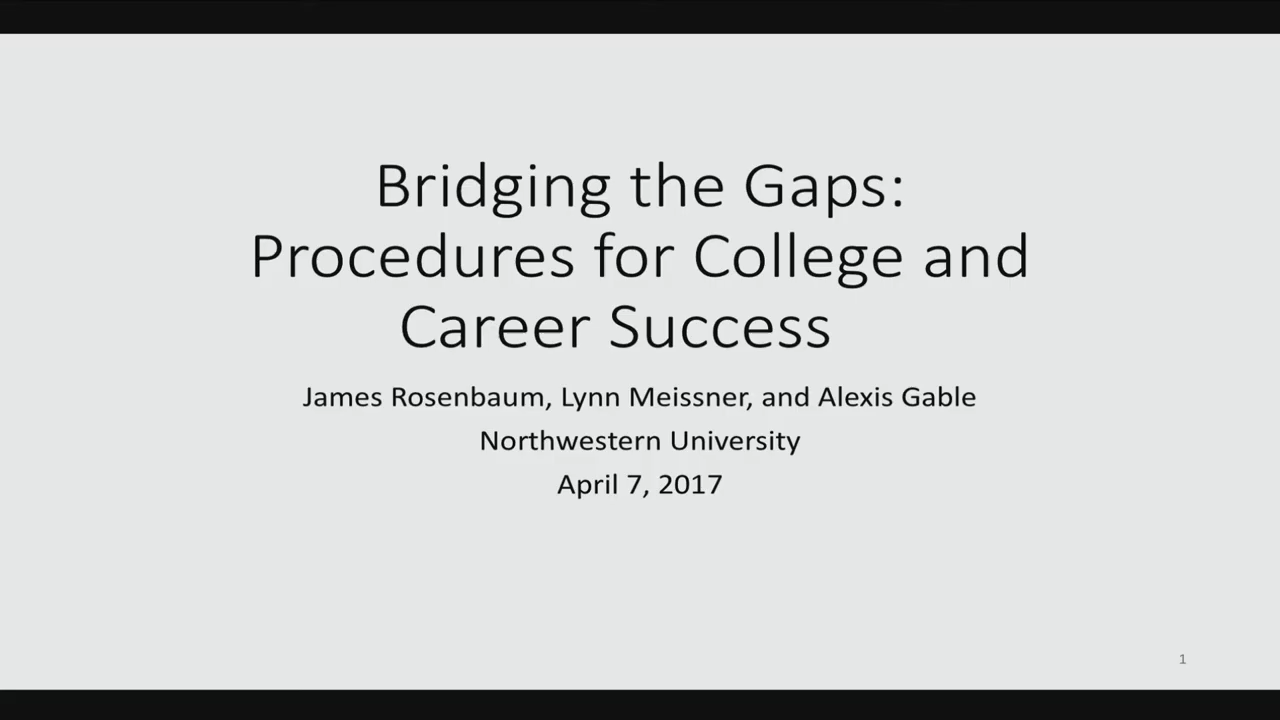 Bridging the Gaps:
Procedures for College and
Career Success
James Rosenbaum, Lynn Meissner, and Alexis Gable
Northwestern University
April 7, 2017
1